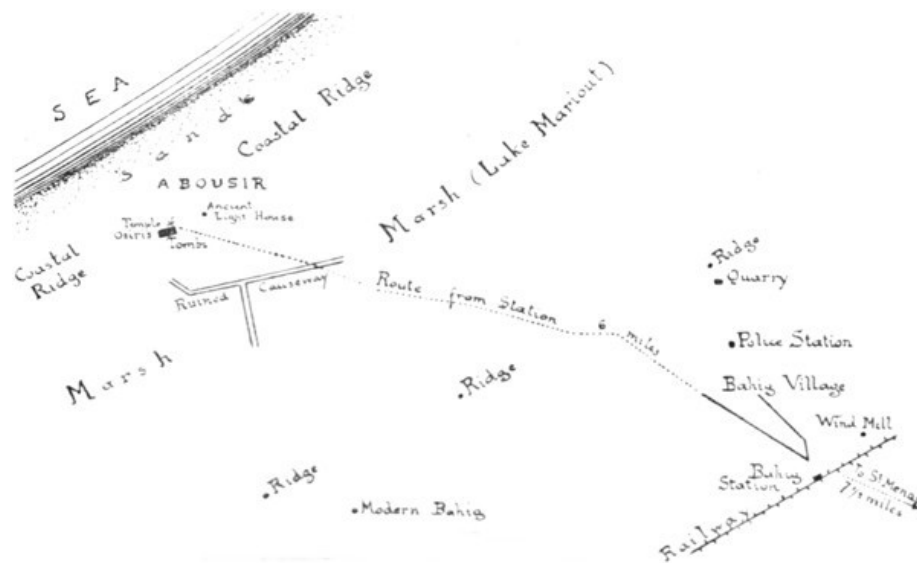 SEA
Sand
Coastal Ridge
ABOUSIR
Ancient
Light House
Temple of
Osiris
Tombs
Coastal
Ridge
Marsh (Lake Mariout)
Ruined Causeway
Route from Station 6 miles
Marsh
Ridge
Quarry
Police Station
Bahig Village
Wind Mill
Ridge
Bahig
Station
To St. Menas
7½ miles
Railway
Ridge
Modern Bahig